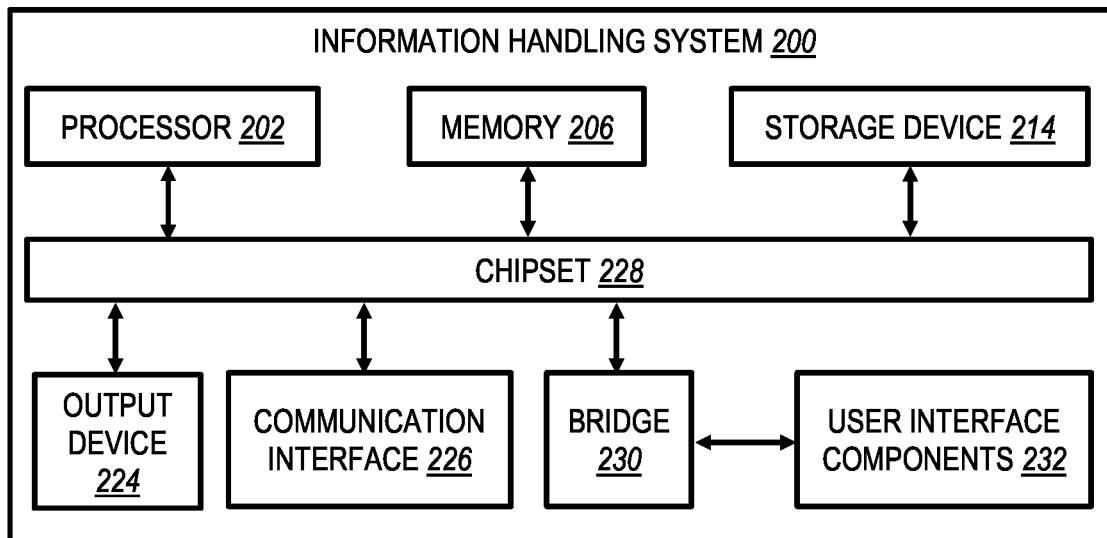 INFORMATION HANDLING SYSTEM 200
PROCESSOR 202
MEMORY 206
STORAGE DEVICE 214
CHIPSET 228
OUTPUT
DEVICE
224
COMMUNICATION
INTERFACE 226
BRIDGE
230
USER INTERFACE
COMPONENTS 232